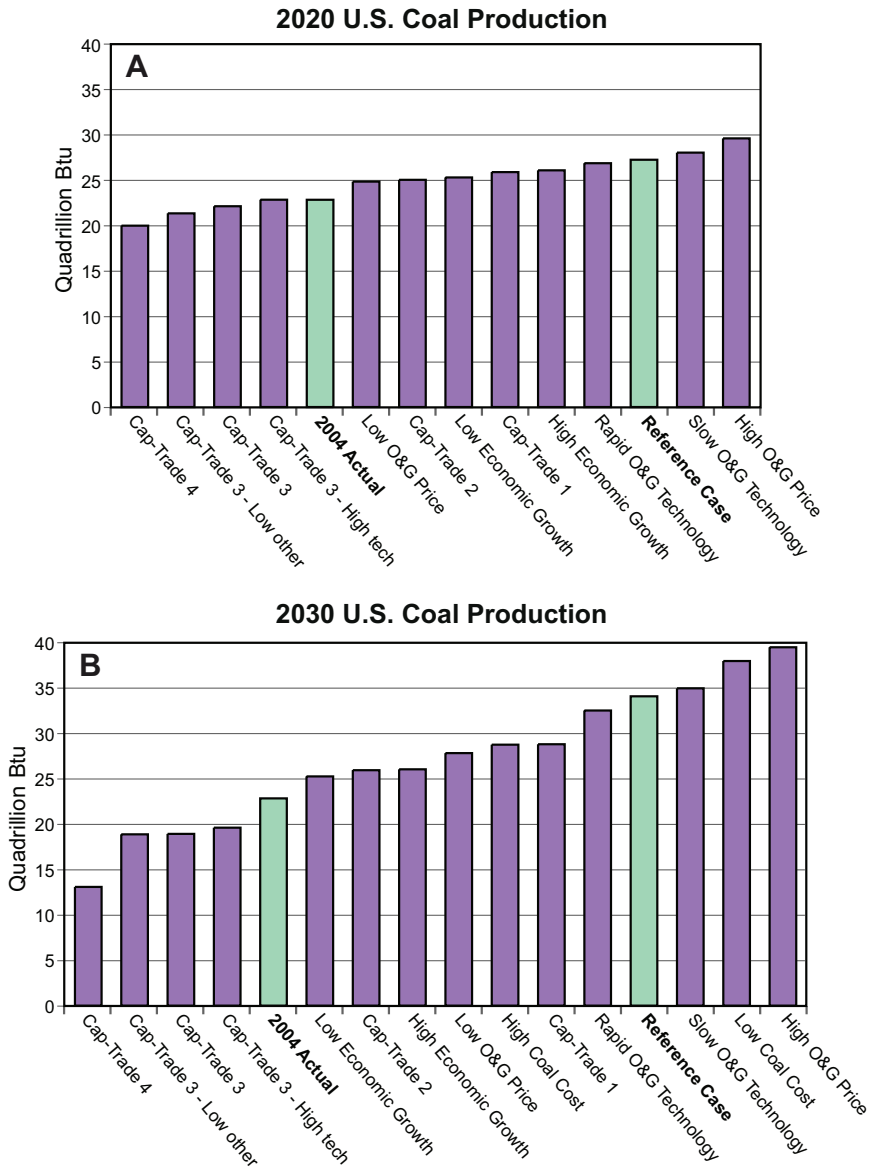 2020 U.S. Coal Production
A
Quadrillion Btu
40
35
30
25
20
15
10
5
0
Cap-Trade 4
Cap-Trade 3 - Low other
Cap-Trade 3
Cap-Trade 3 - High tech
2004 Actual
Low O&G Price
Cap-Trade 2
Low Economic Growth
Cap-Trade 1
High Economic Growth
Rapid O&G Technology
Reference Case
Slow O&G Technology
High O&G Price
2030 U.S. Coal Production
B
Quadrillion Btu
40
35
30
25
20
15
10
5
0
Cap-Trade 4
Cap-Trade 3 - Low other
Cap-Trade 3
Cap-Trade 3 - High tech
2004 Actual
Low Economic Growth
Cap-Trade 2
High Economic Growth
Low O&G Price
High Coal Cost
Cap-Trade 1
Rapid O&G Technology
Reference Case
Slow O&G Technology
Low Coal Cost
High O&G Price